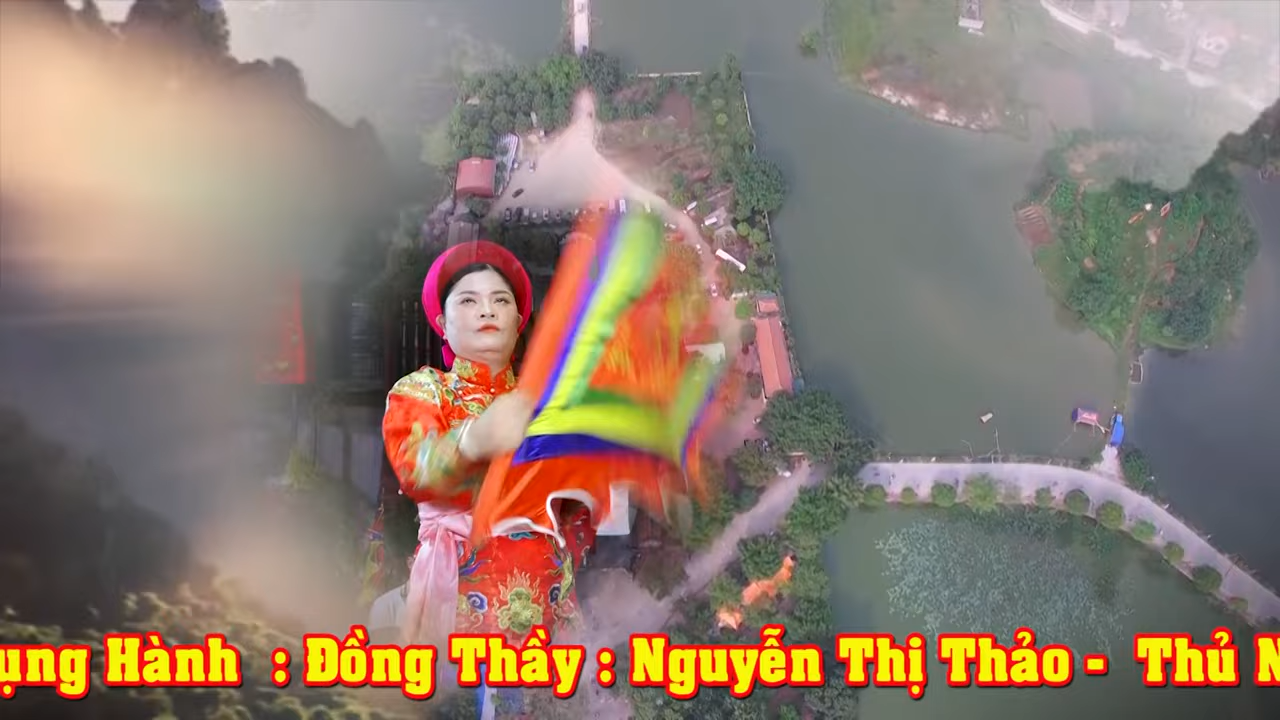 ụng Hành : Đồng Thầy : Nguyễn Thị Thảo - Thủ N